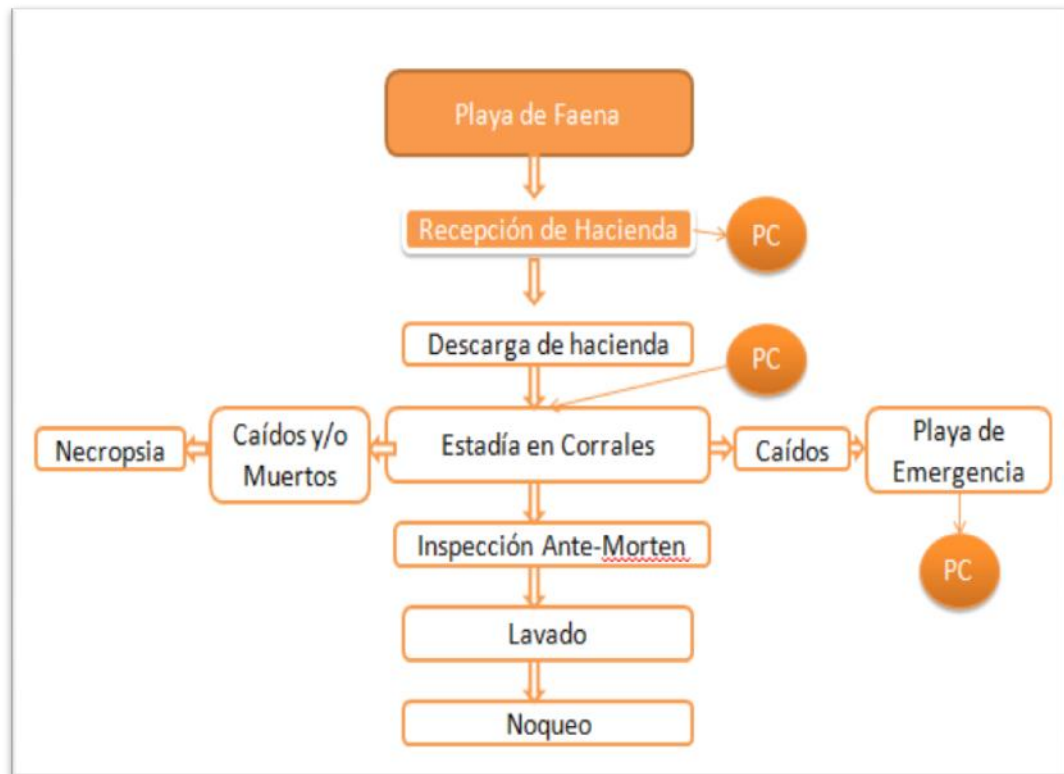 Playa de Faena
Recepción de Hacienda
PC
Descarga de hacienda
PC
Necropsia
Caídos y/o
Muertos
Estadía en Corrales
Caídos
Playa de
Emergencia
Inspección Ante-Morten
PC
Lavado
Noqueo